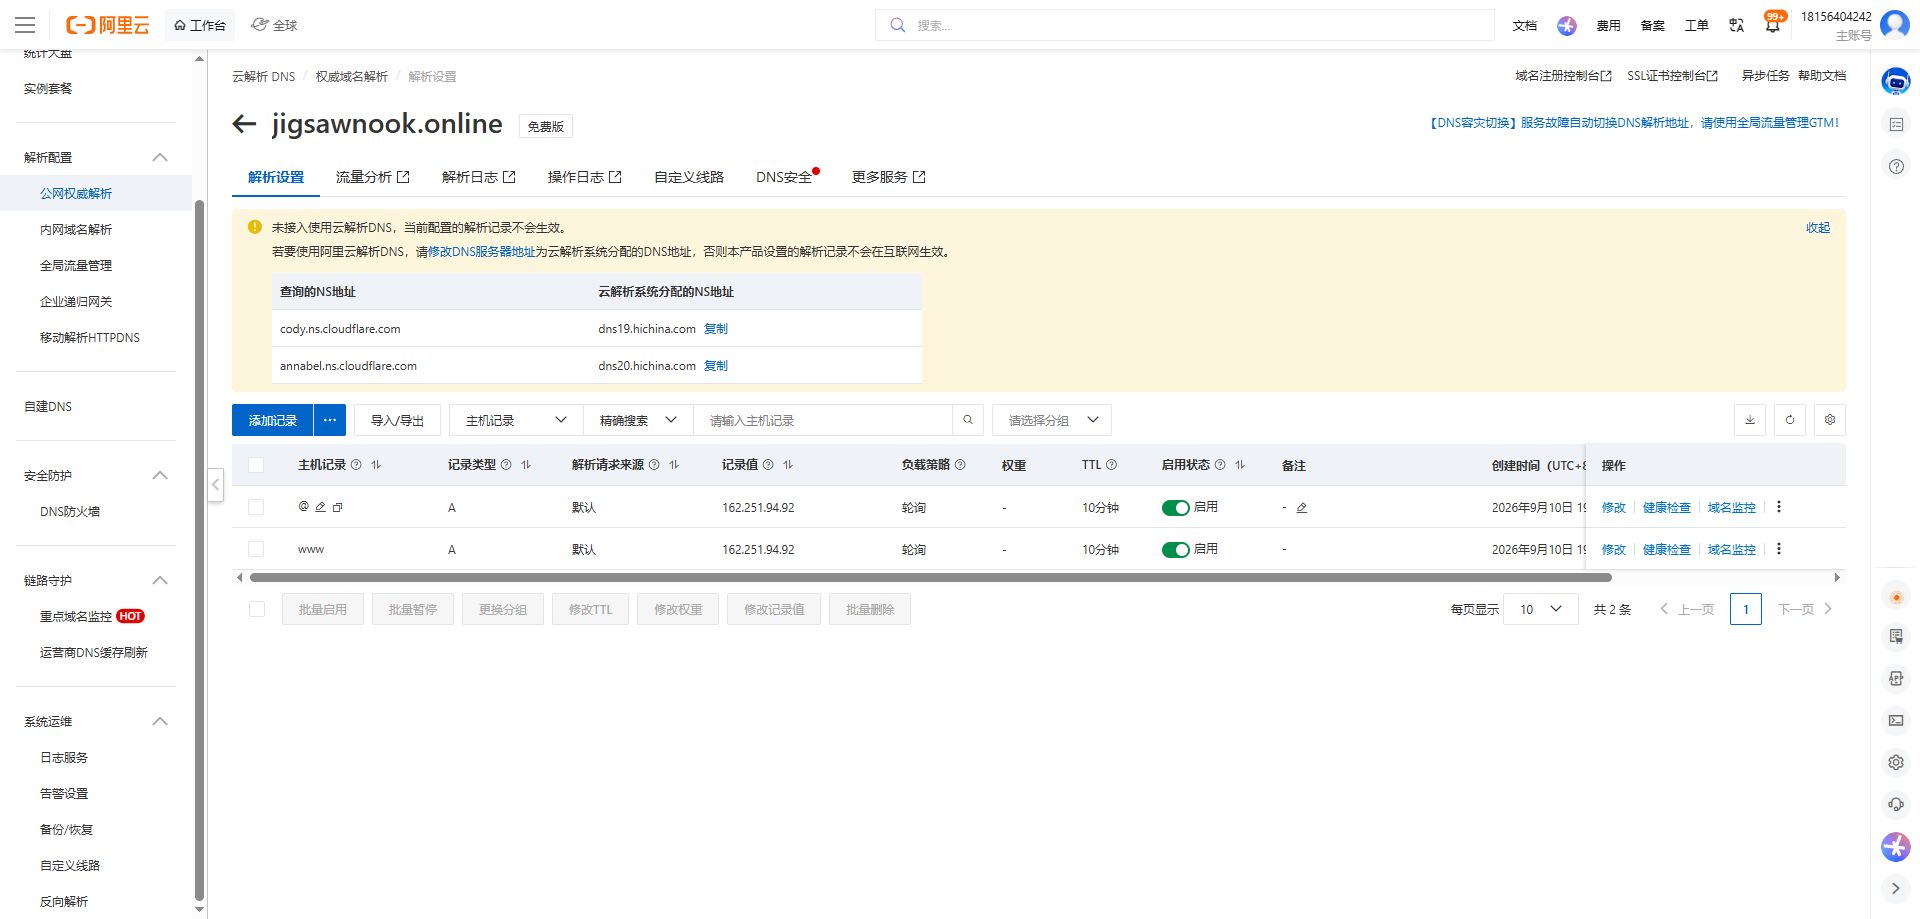 阿里云
工作台
全球
搜索...
文档
费用
备案
工单
99+
18156404242
主账号
统计大盘
实例套餐
解析配置
公网权威解析
内网域名解析
全局流量管理
企业递归网关
移动解析HTTPDNS
自建DNS
安全防护
DNS防火墙
链路守护
重点域名监控 HOT
运营商DNS缓存刷新
系统运维
日志服务
告警设置
备份/恢复
自定义线路
反向解析
云解析 DNS / 权威域名解析 / 解析设置
域名注册控制台 SSL证书控制台 异步任务 帮助文档
jigsawnook.online 免费版
【DNS容灾切换】服务故障自动切换DNS解析地址，请使用全局流量管理GTM！
解析设置 流量分析 解析日志 操作日志 自定义线路 DNS安全 更多服务
未接入使用云解析DNS，当前配置的解析记录不会生效。 收起
若要使用阿里云解析DNS，请修改DNS服务器地址为云解析系统分配的DNS地址，否则本产品设置的解析记录不会在互联网生效。
查询的NS地址 云解析系统分配的NS地址
cody.ns.cloudflare.com dns19.hichina.com 复制
annabel.ns.cloudflare.com dns20.hichina.com 复制
添加记录 ··· 导入/导出 主机记录 精确搜索 请输入主机记录 请选择分组
主机记录 记录类型 解析请求来源 记录值 负载策略 权重 TTL 启用状态 备注 创建时间（UTC+8 操作
@ A 默认 162.251.94.92 轮询 - 10分钟 启用 - 2026年9月10日 19 修改 健康检查 域名监控
www A 默认 162.251.94.92 轮询 - 10分钟 启用 - 2026年9月10日 19 修改 健康检查 域名监控
批量启用 批量暂停 更换分组 修改TTL 修改权重 修改记录值 批量删除 每页显示 10 共 2 条 上一页 1 下一页